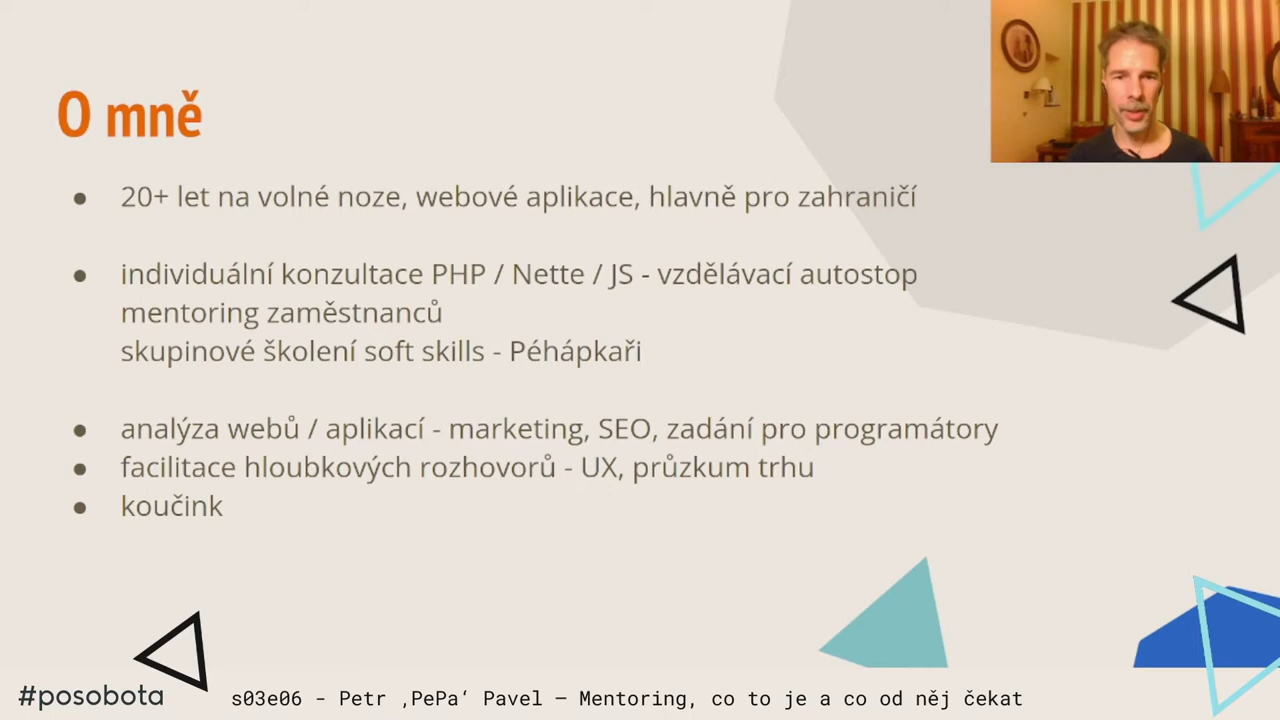 O mně
● 20+ let na volné noze, webové aplikace, hlavně pro zahraničí
● individuální konzultace PHP / Nette / JS - vzdělávací autostop
mentoring zaměstnanců
skupinové školení soft skills - Péhápkaři
● analýza webů / aplikací - marketing, SEO, zadání pro programátory
● facilitace hloubkových rozhovorů - UX, průzkum trhu
● koučink
#posobota
s03e06 - Petr ‚PePa‘ Pavel – Mentoring, co to je a co od něj čekat